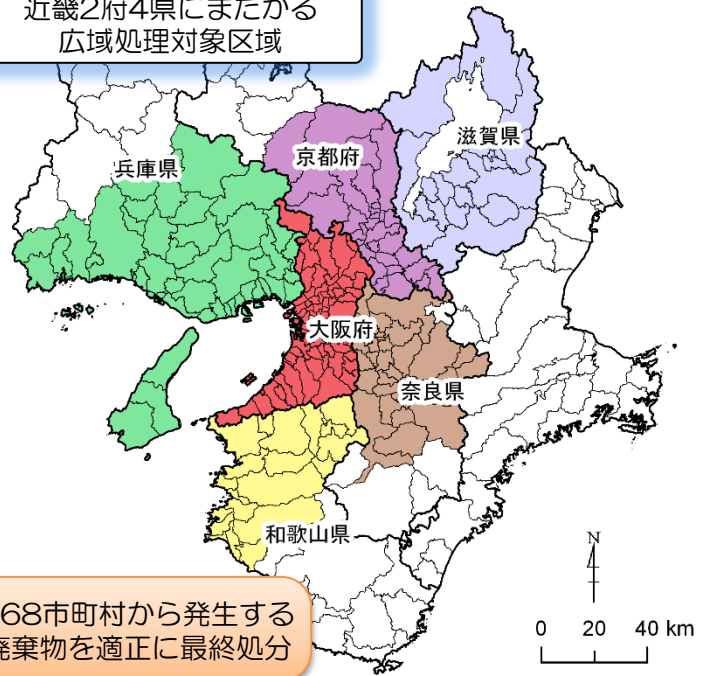 近畿2府4県にまたがる
広域処理対象区域
滋賀県
京都府
兵庫県
大阪府
奈良県
和歌山県
N
0 20 40 km
68市町村から発生する
廃棄物を適正に最終処分